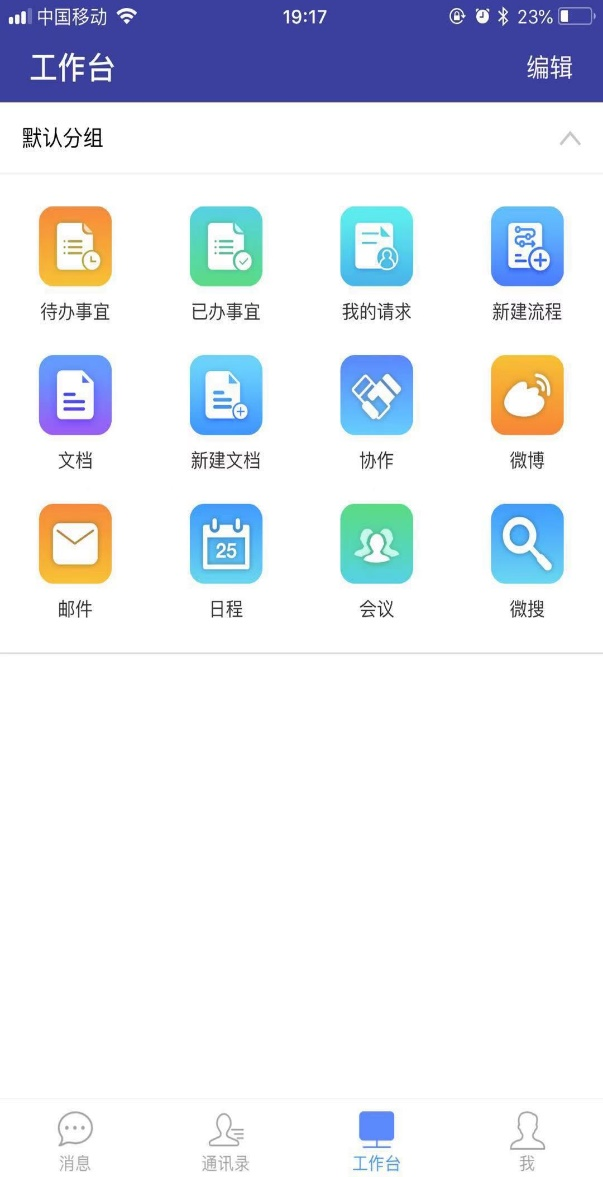 中国移动 19:17 23%
工作台 编辑
默认分组
待办事宜 已办事宜 我的请求 新建流程
文档 新建文档 协作 微博
25
邮件 日程 会议 微搜
消息 通讯录 工作台 我